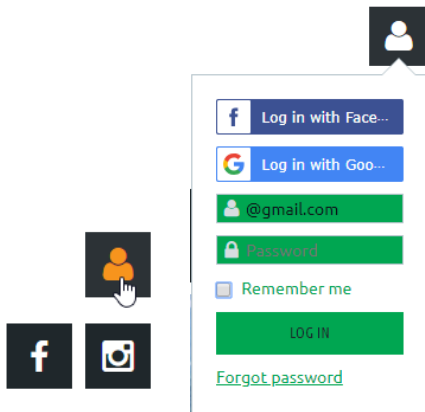 Log in with Face...
Log in with Goo...
@gmail.com
Password
Remember me
LOG IN
Forgot password